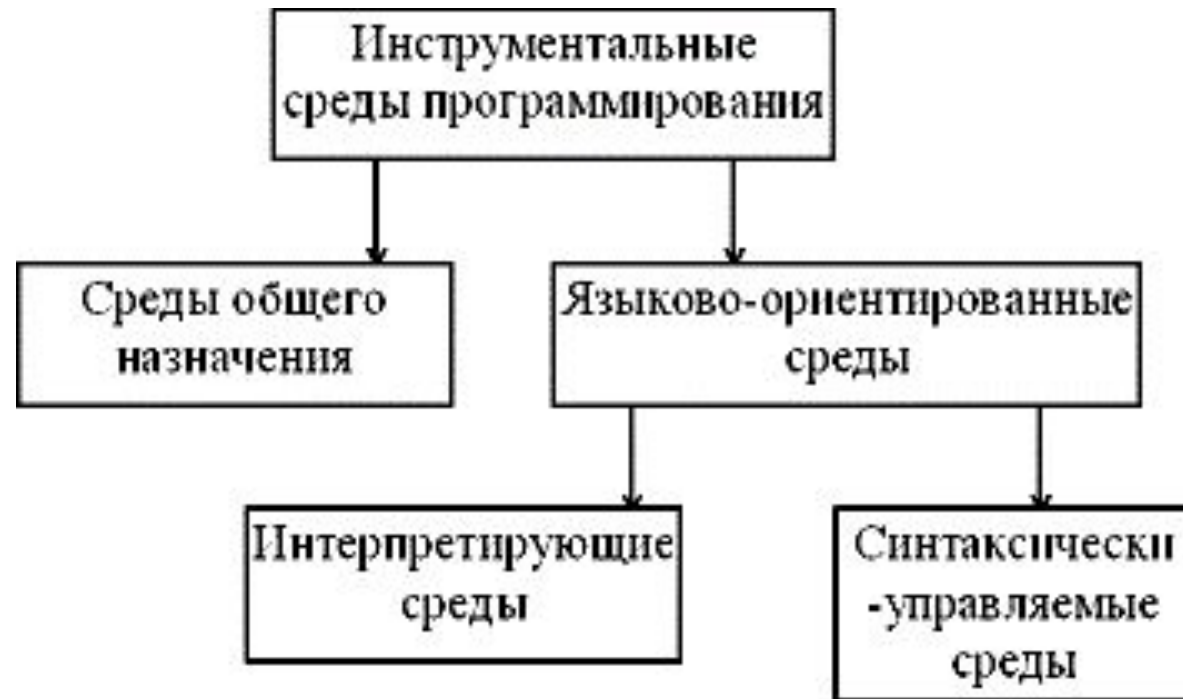 Инструментальные
среды программирования
Среды общего
назначения
Языково-ориентированные
среды
Интерпретирующие
среды
Синтаксически
-управляемые
среды